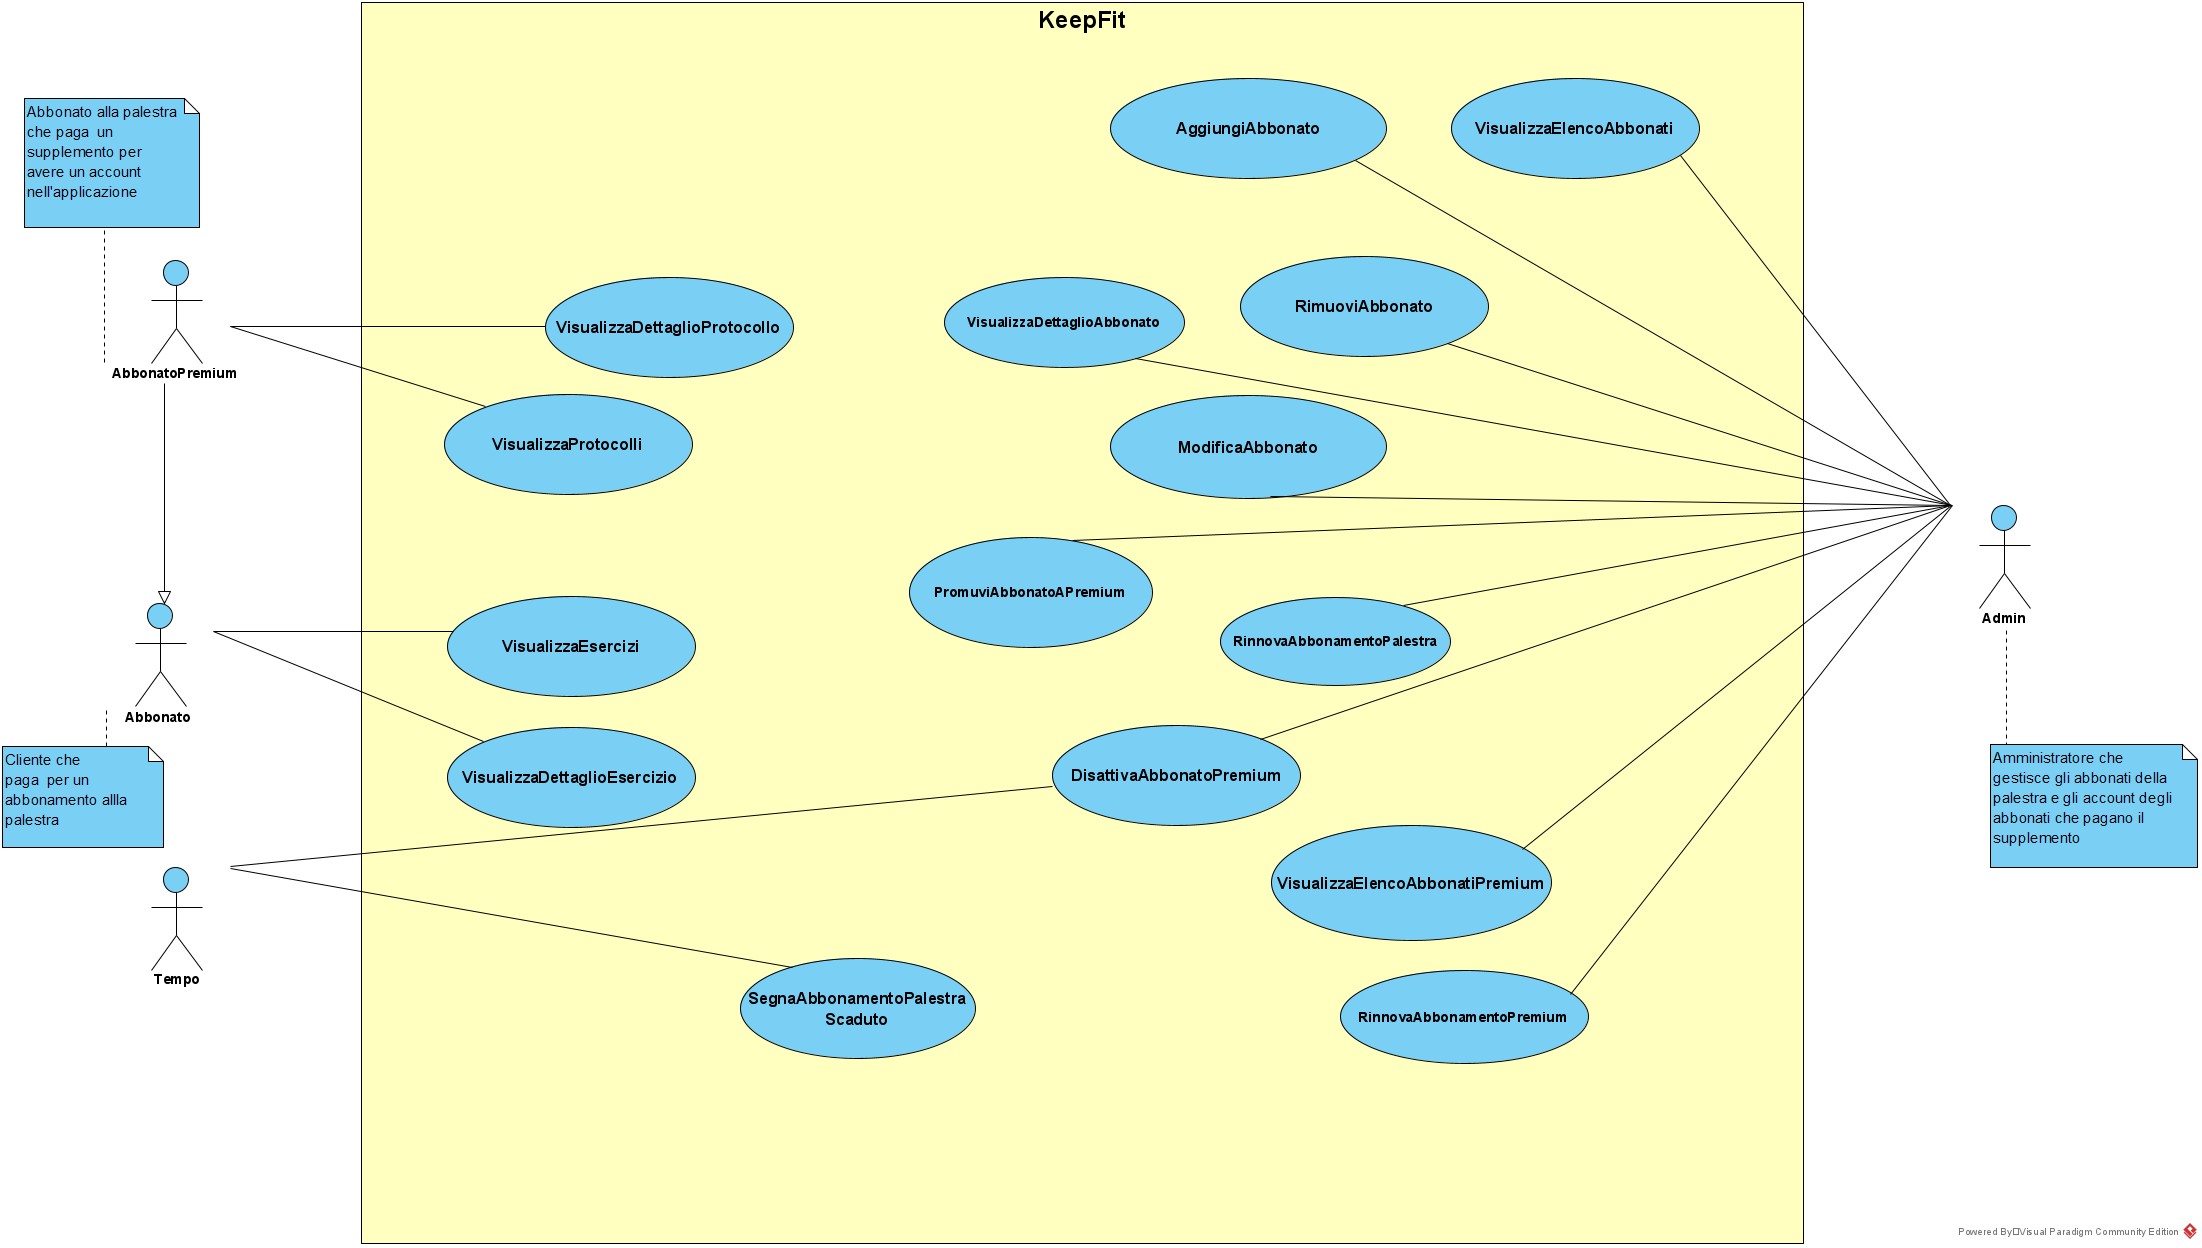 KeepFit
Abbonato alla palestra
che paga un
supplemento per
avere un account
nell'applicazione
AggiungiAbbonato
VisualizzaElencoAbbonati
AbbonatoPremium
VisualizzaDettaglioProtocollo
VisualizzaDettaglioAbbonato
RimuoviAbbonato
VisualizzaProtocolli
ModificaAbbonato
PromuviAbbonatoAPremium
Admin
Abbonato
VisualizzaEsercizi
RinnovaAbbonamentoPalestra
Cliente che
paga per un
abbonamento allla
palestra
VisualizzaDettaglioEsercizio
DisattivaAbbonatoPremium
Amministratore che
gestisce gli abbonati della
palestra e gli account degli
abbonati che pagano il
supplemento
VisualizzaElencoAbbonatiPremium
Tempo
SegnaAbbonamentoPalestra
Scaduto
RinnovaAbbonamentoPremium
Powered By Visual Paradigm Community Edition